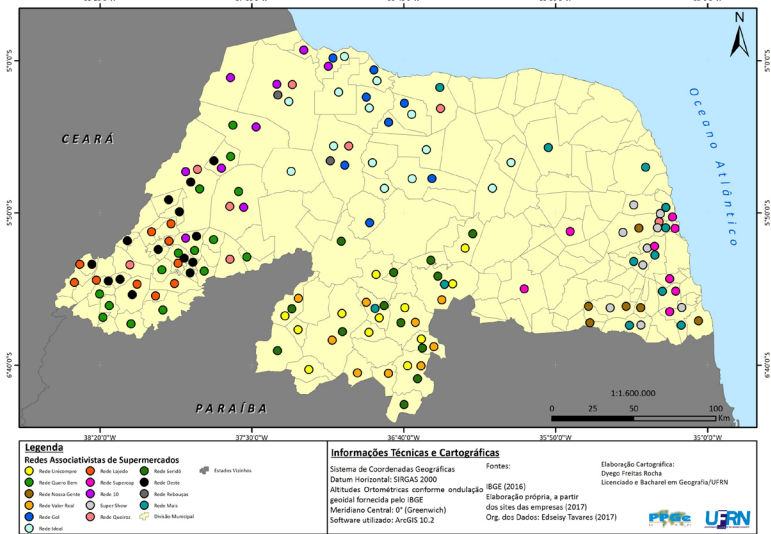 N
5°0'0"S
5°0'0"S
CEARÁ
Oceano Atlântico
5°50'0"S
5°50'0"S
6°40'0"S
6°40'0"S
PARAÍBA
1:1.600.000
0 25 50 100
Km
38°20'0"W 37°30'0"W 36°40'0"W 35°50'0"W 35°0'0"W
Legenda
Redes Associativistas de Supermercados
Rede Unicompre
Rede Quero Bem
Rede Nossa Gente
Rede Valor Real
Rede Gol
Rede Ideal
Rede Lajedo
Rede Supercop
Rede 10
Super Show
Rede Queiroz
Rede Seridó
Rede Oeste
Rede Rebouças
Rede Mais
Divisão Municipal
Estados Vizinhos
Informações Técnicas e Cartográficas
Sistema de Coordenadas Geográficas
Datum Horizontal: SIRGAS 2000
Altitudes Ortométricas conforme ondulação
geoidal fornecida pelo IBGE
Meridiano Central: 0° (Greenwich)
Software utilizado: ArcGIS 10.2
Fontes:
IBGE (2016)
Elaboração própria, a partir
dos sites das empresas (2017)
Org. dos Dados: Edseisy Tavares (2017)
Elaboração Cartográfica:
Dyego Freitas Rocha
Licenciado e Bacharel em Geografia/UFRN
PPGe
UFRN